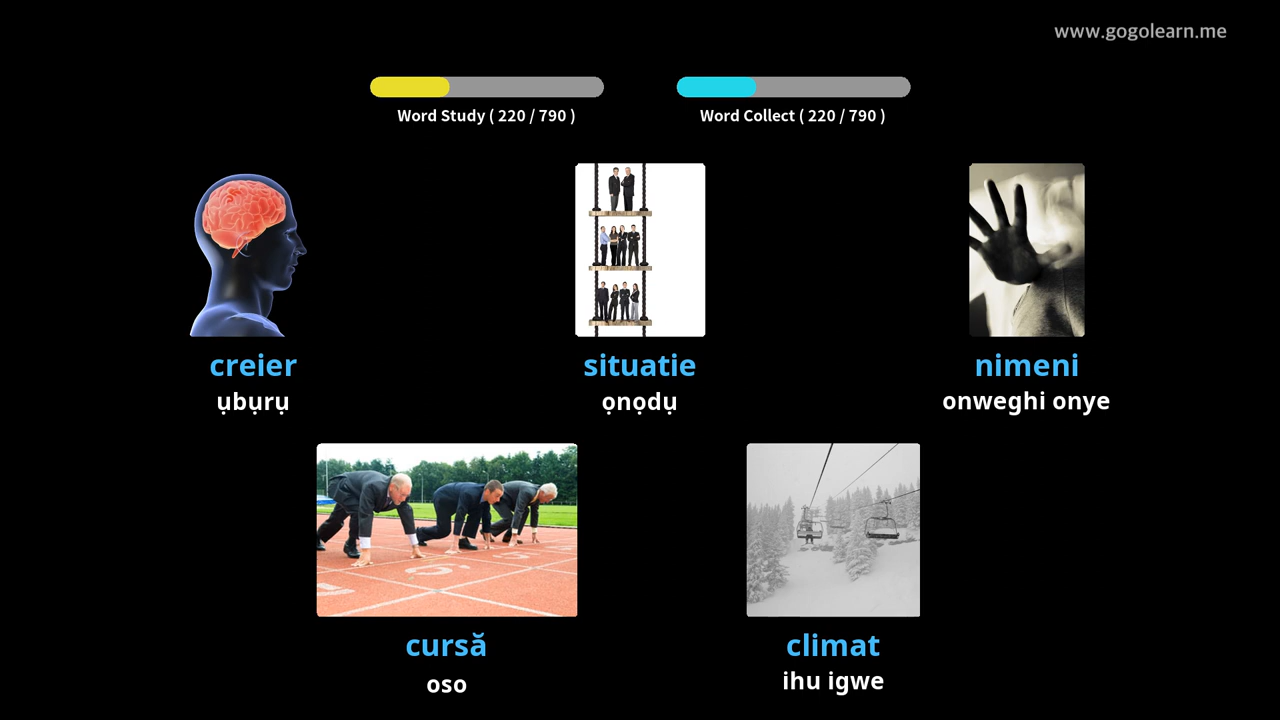 www.gogolearn.me
Word Study ( 220 / 790 )
Word Collect ( 220 / 790 )
creier
ụbụrụ
situatie
ọnọdụ
nimeni
onweghi onye
cursă
oso
climat
ihu igwe